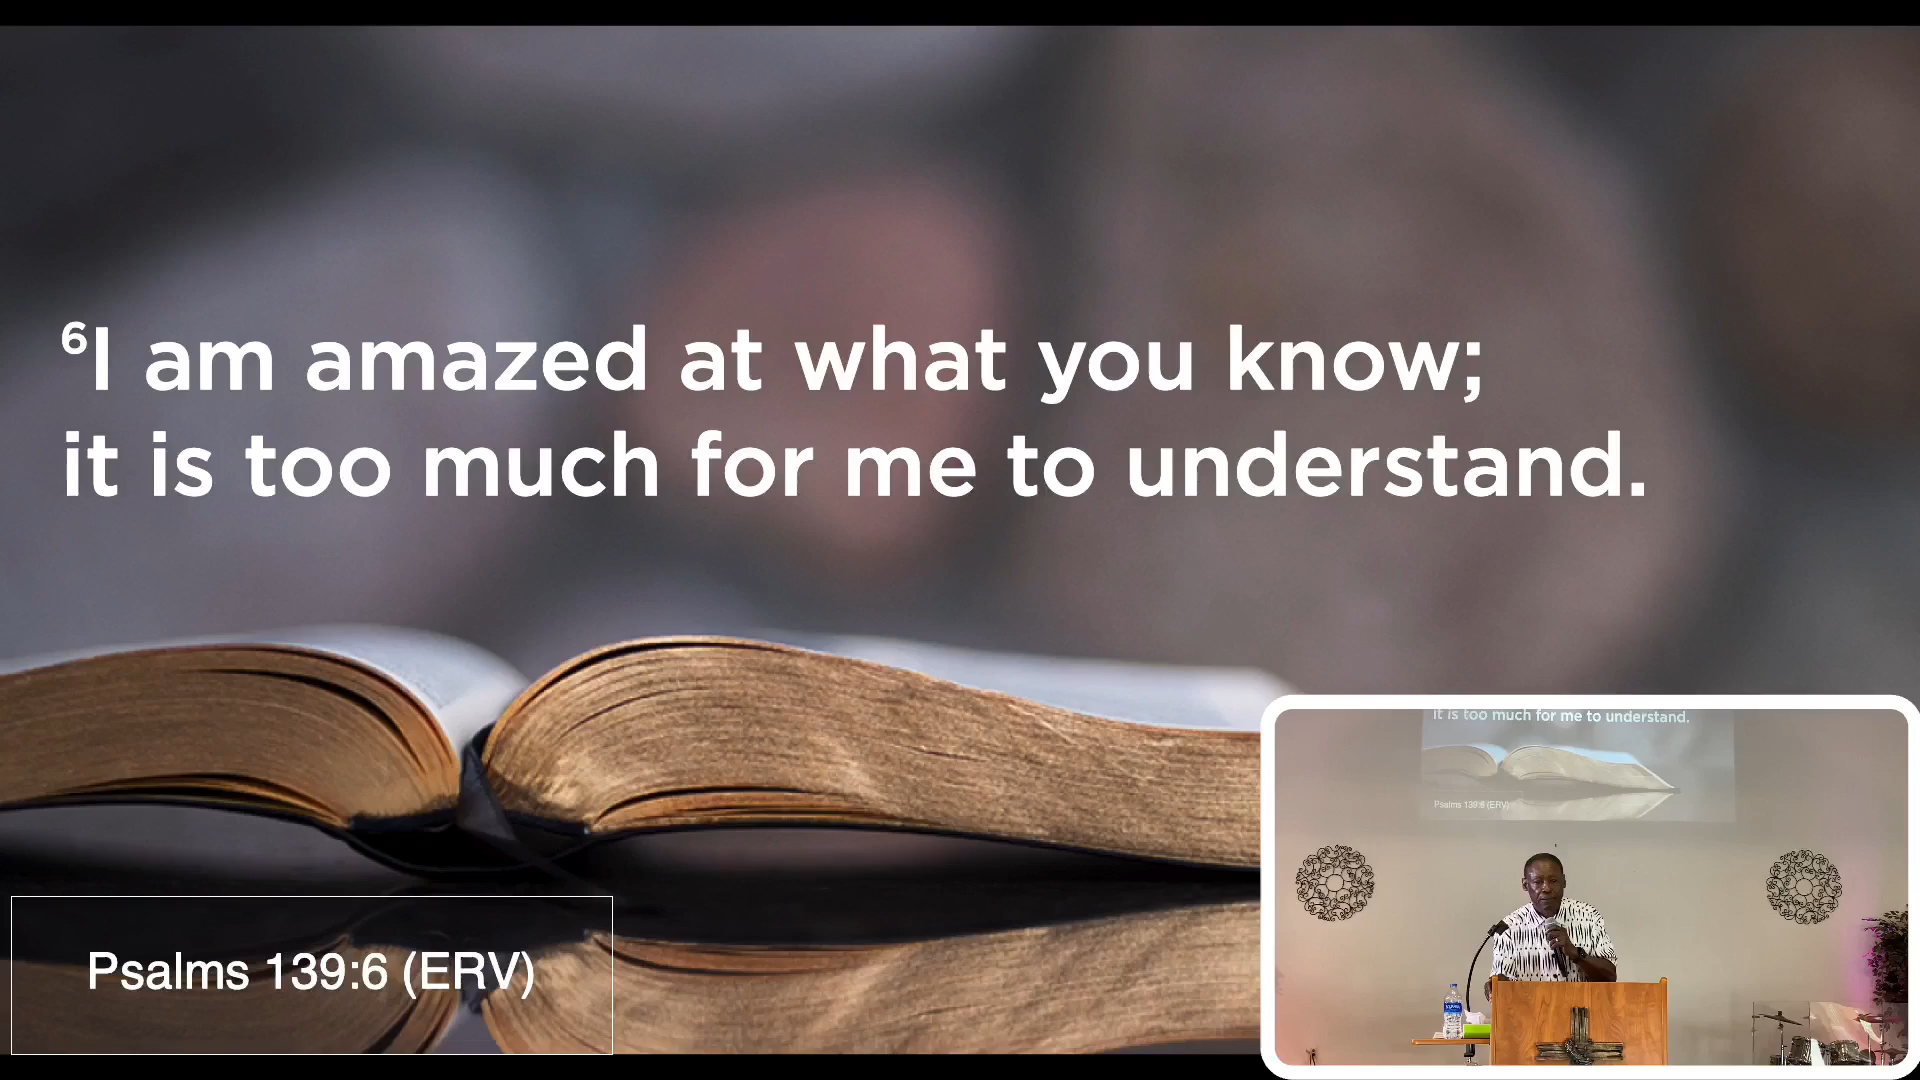 ⁶I am amazed at what you know;
it is too much for me to understand.
Psalms 139:6 (ERV)
it is too much for me to understand.
Psalms 139:6 (ERV)